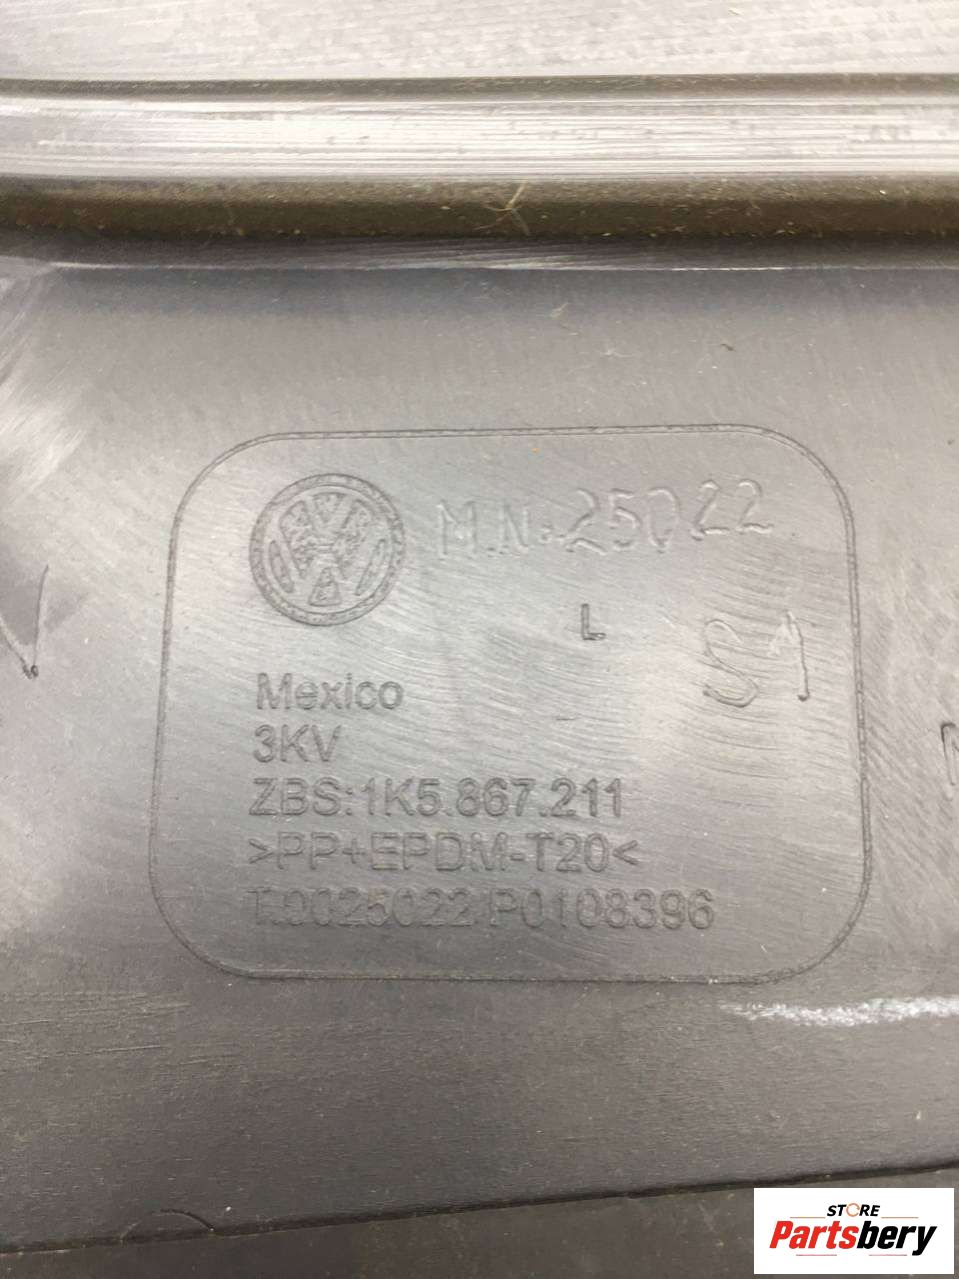 M.N. 25022
L
S1
Mexico
3KV
ZBS:1K5.867.211
>PP+EPDM-T20<
T.0025022/P0108396
STORE
Partsbery